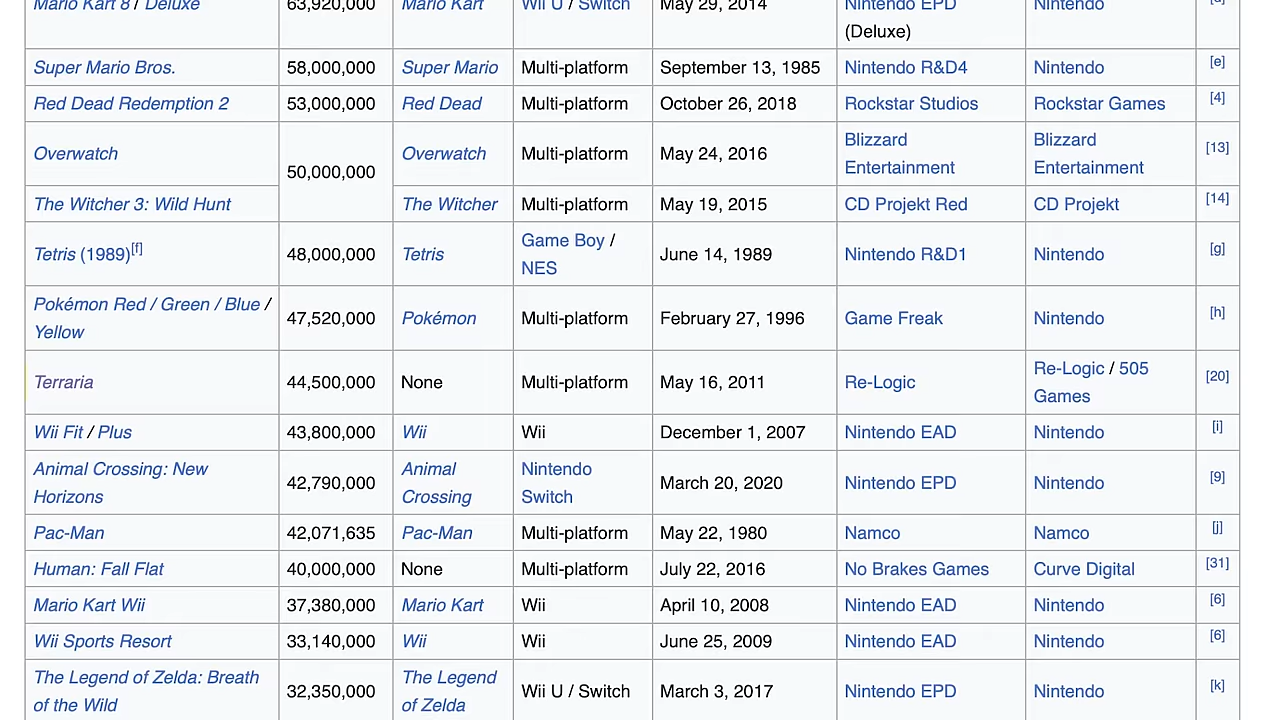 Mario Kart 8 / Deluxe 63,920,000 Mario Kart Wii U / Switch May 29, 2014 Nintendo EPD Nintendo
(Deluxe)
Super Mario Bros. 58,000,000 Super Mario Multi-platform September 13, 1985 Nintendo R&D4 Nintendo [e]
Red Dead Redemption 2 53,000,000 Red Dead Multi-platform October 26, 2018 Rockstar Studios Rockstar Games [4]
Overwatch 50,000,000 Overwatch Multi-platform May 24, 2016 Blizzard
Entertainment Blizzard
Entertainment [13]
The Witcher 3: Wild Hunt The Witcher Multi-platform May 19, 2015 CD Projekt Red CD Projekt [14]
Tetris (1989)[f] 48,000,000 Tetris Game Boy /
NES June 14, 1989 Nintendo R&D1 Nintendo [g]
Pokémon Red / Green / Blue /
Yellow 47,520,000 Pokémon Multi-platform February 27, 1996 Game Freak Nintendo [h]
Terraria 44,500,000 None Multi-platform May 16, 2011 Re-Logic Re-Logic / 505
Games [20]
Wii Fit / Plus 43,800,000 Wii Wii December 1, 2007 Nintendo EAD Nintendo [i]
Animal Crossing: New
Horizons 42,790,000 Animal
Crossing Nintendo
Switch March 20, 2020 Nintendo EPD Nintendo [9]
Pac-Man 42,071,635 Pac-Man Multi-platform May 22, 1980 Namco Namco [j]
Human: Fall Flat 40,000,000 None Multi-platform July 22, 2016 No Brakes Games Curve Digital [31]
Mario Kart Wii 37,380,000 Mario Kart Wii April 10, 2008 Nintendo EAD Nintendo [6]
Wii Sports Resort 33,140,000 Wii Wii June 25, 2009 Nintendo EAD Nintendo [6]
The Legend of Zelda: Breath
of the Wild 32,350,000 The Legend
of Zelda Wii U / Switch March 3, 2017 Nintendo EPD Nintendo [k]